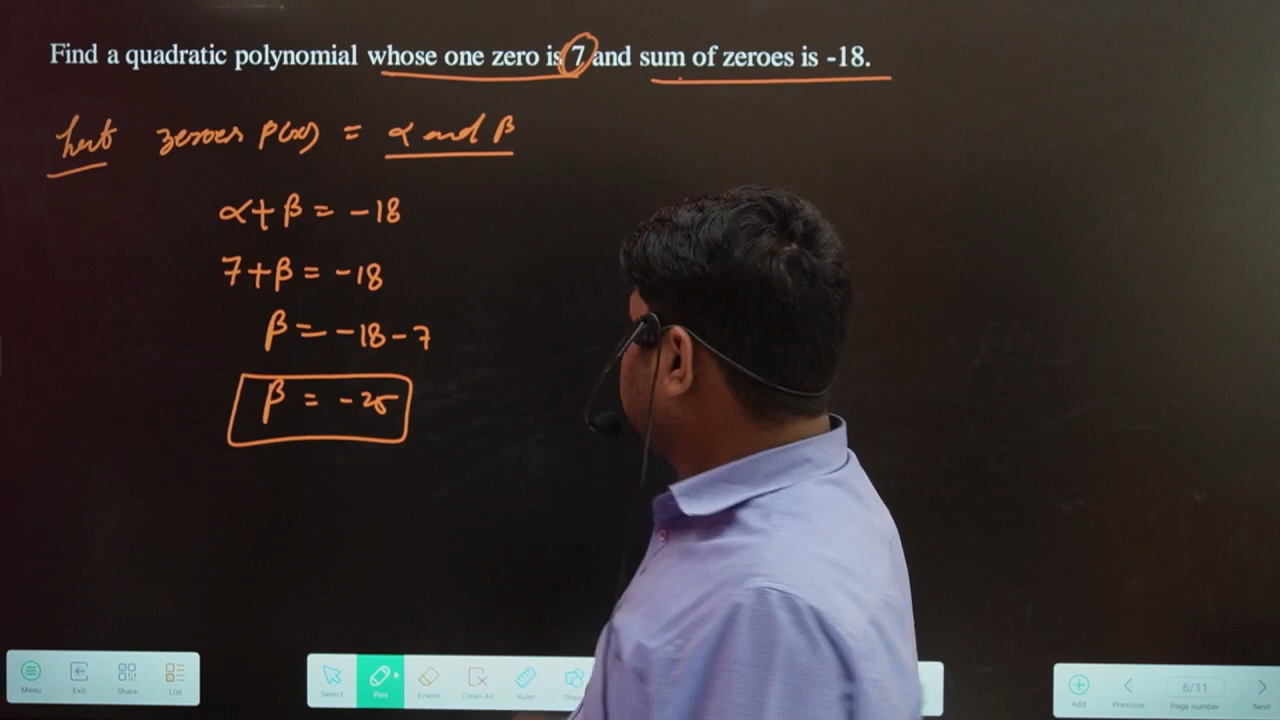 Find a quadratic polynomial whose one zero is 7 and sum of zeroes is -18.
zeroes P(x) = α and β
α + β = -18
7 + β = -18
β = -18 - 7
β = -25
Menu Exit Share List
Select Pen Eraser Clean All Ruler
Add Previous 6/11 Page number Next